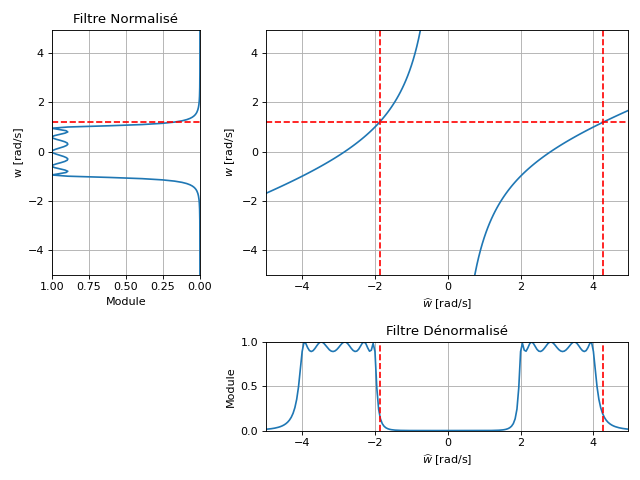 Filtre Normalisé
w [rad/s]
4
2
0
−2
−4
1.00 0.75 0.50 0.25 0.00
Module
w [rad/s]
4
2
0
−2
−4
−4 −2 0 2 4
ŵ [rad/s]
Filtre Dénormalisé
Module
1.0
0.5
0.0
−4 −2 0 2 4
ŵ [rad/s]